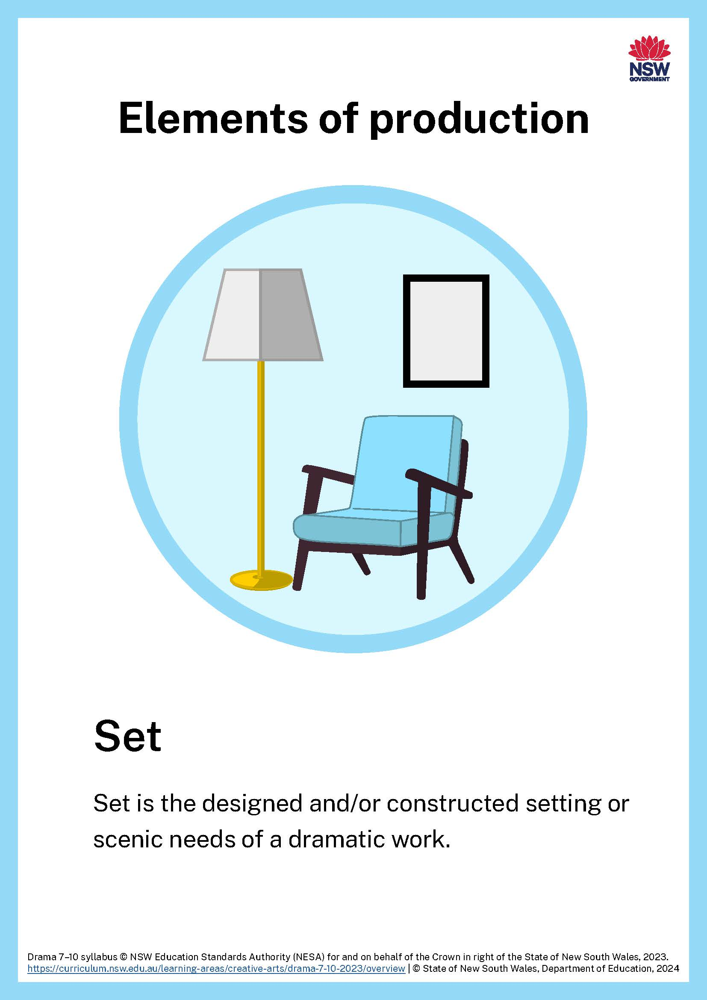 NSW
GOVERNMENT
Elements of production
Set
Set is the designed and/or constructed setting or
scenic needs of a dramatic work.
Drama 7–10 syllabus © NSW Education Standards Authority (NESA) for and on behalf of the Crown in right of the State of New South Wales, 2023.
https://curriculum.nsw.edu.au/learning-areas/creative-arts/drama-7-10-2023/overview | © State of New South Wales, Department of Education, 2024